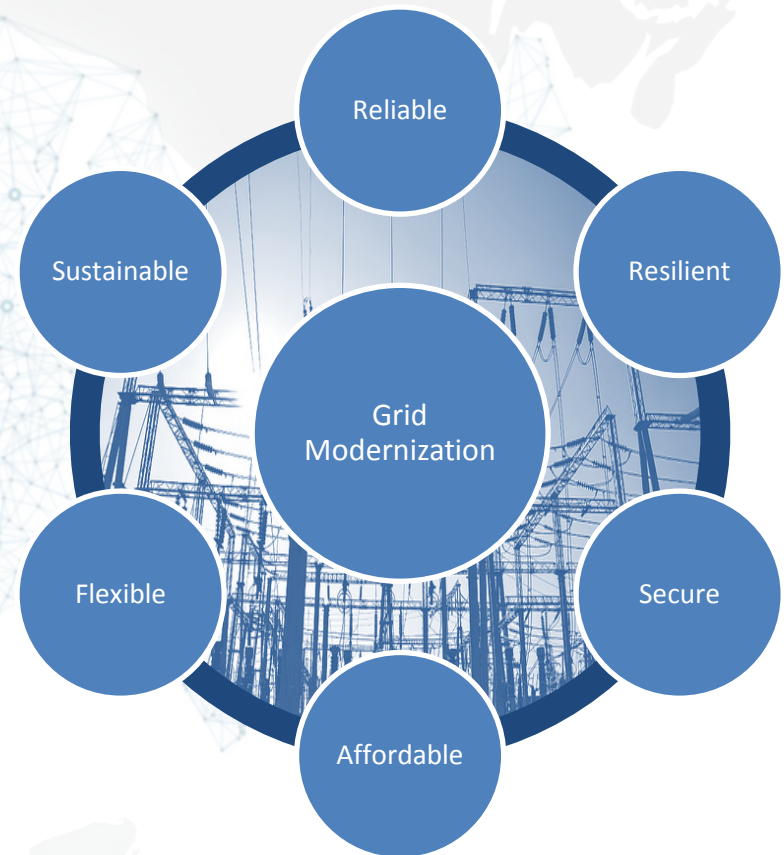 Reliable
Sustainable
Resilient
Grid
Modernization
Flexible
Secure
Affordable